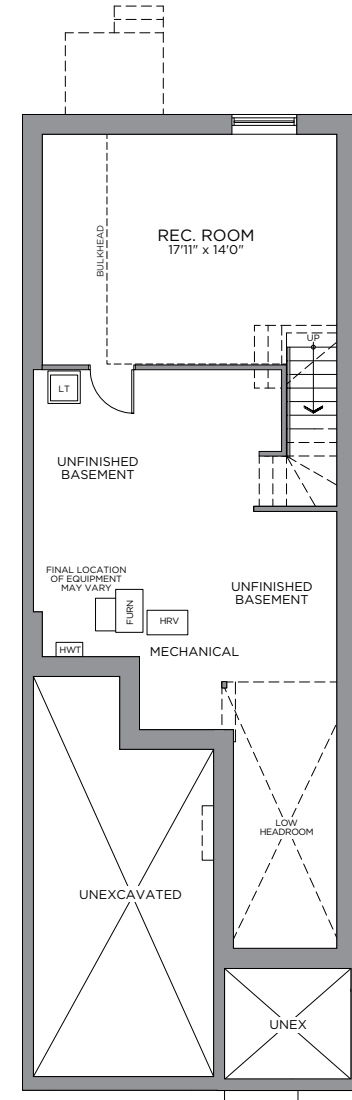 REC. ROOM
17'11" x 14'0"
BULKHEAD
UP
LT
UNFINISHED
BASEMENT
FINAL LOCATION
OF EQUIPMENT
MAY VARY
FURN
HRV
UNFINISHED
BASEMENT
HWT
MECHANICAL
LOW
HEADROOM
UNEXCAVATED
UNEX